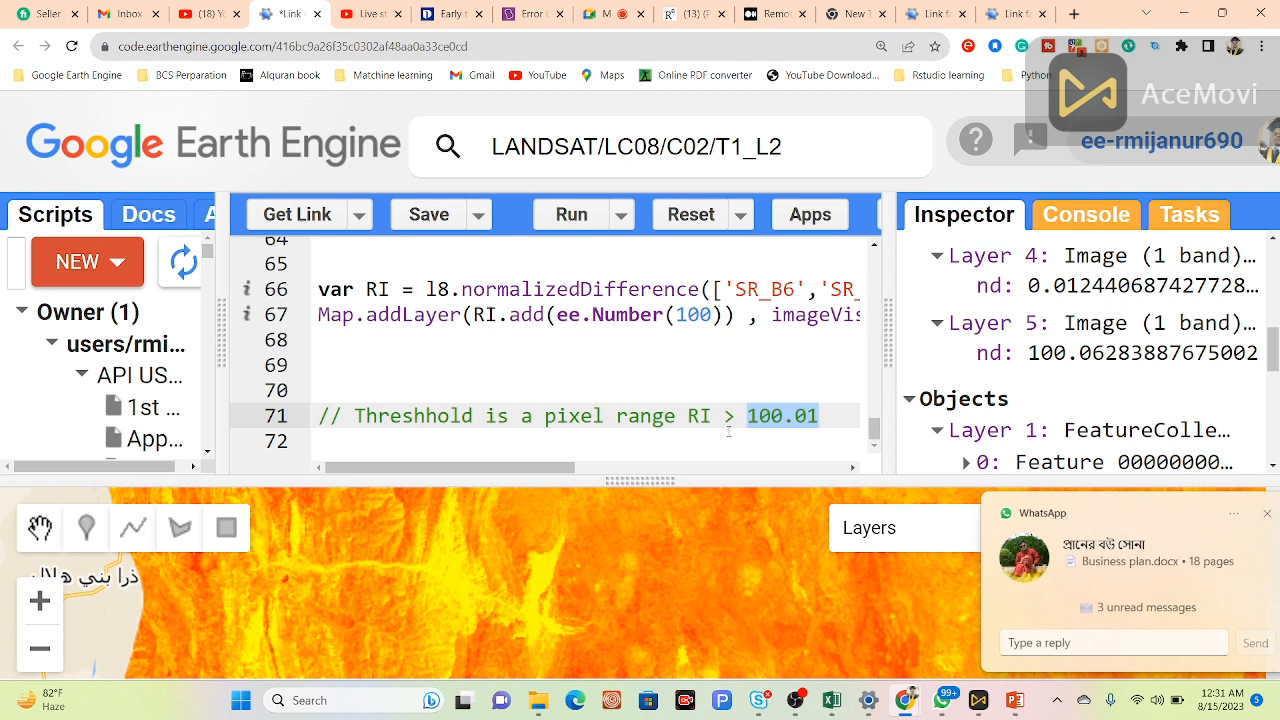 Seller
M Inbox
(18) Yo
*Link
Live st
Earth
Error
M
(13) (
Remo
New T
Link
Link
code.earthengine.google.com
Google Earth Engine
BCS Perparation
Alquran book
Matchine learning
Gmail
YouTube
Maps
Online PDF converter
YouTube Download...
Rstudio learning
Python
AceMovi
Google Earth Engine
LANDSAT/LC08/C02/T1_L2
ee-rmijanur690
Scripts
Docs
A
Get Link
Save
Run
Reset
Apps
Inspector
Console
Tasks
NEW
Owner (1)
users/rmi...
API US...
1st ...
App...
64
65
66 var RI = l8.normalizedDifference(['SR_B6','SR_
67 Map.addLayer(RI.add(ee.Number(100)) , imageVis
68
69
70
71 // Threshhold is a pixel range RI > 100.01
72
Layer 4: Image (1 band)...
nd: 0.012440687427728...
Layer 5: Image (1 band)...
nd: 100.06283887675002
Objects
Layer 1: FeatureColle...
0: Feature 00000000...
ذرا بني هلال
Layers
WhatsApp
প্রানের বউ সোনা
Business plan.docx • 18 pages
3 unread messages
Type a reply
Send
82°F
Haze
Search
99+
12:31 AM
8/15/2023
5